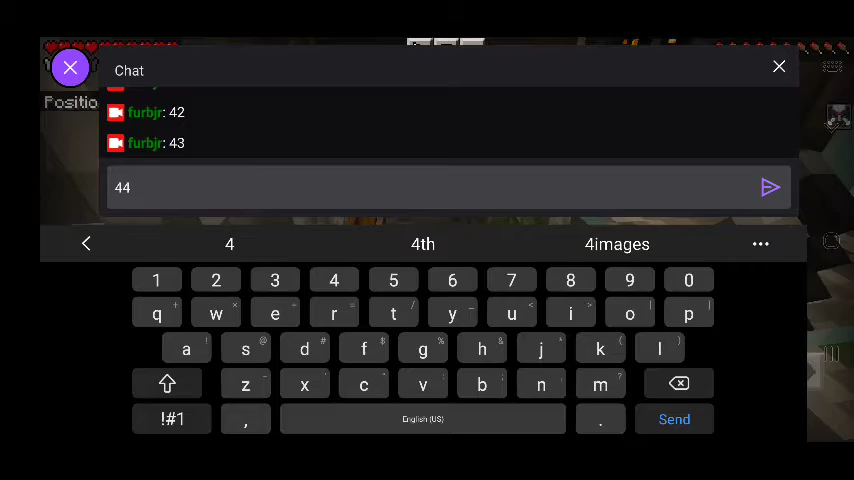 Chat
Positio
furbjr: 42
furbjr: 43
44
4 4th 4images
1 2 3 4 5 6 7 8 9 0
q + w × e ÷ r = t / y _ u < i > o [ p ]
a ! s @ d # f $ g % h ^ j & k ( l )
z - x ' c " v : b ; n , m ?
!#1 , English (US) . Send